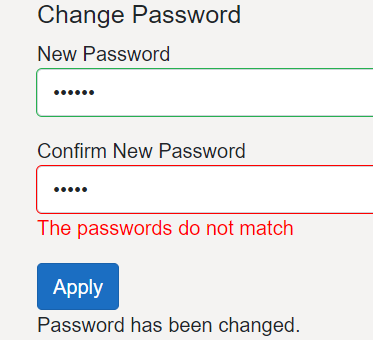 Change Password
New Password
••••••
Confirm New Password
•••••
The passwords do not match
Apply
Password has been changed.